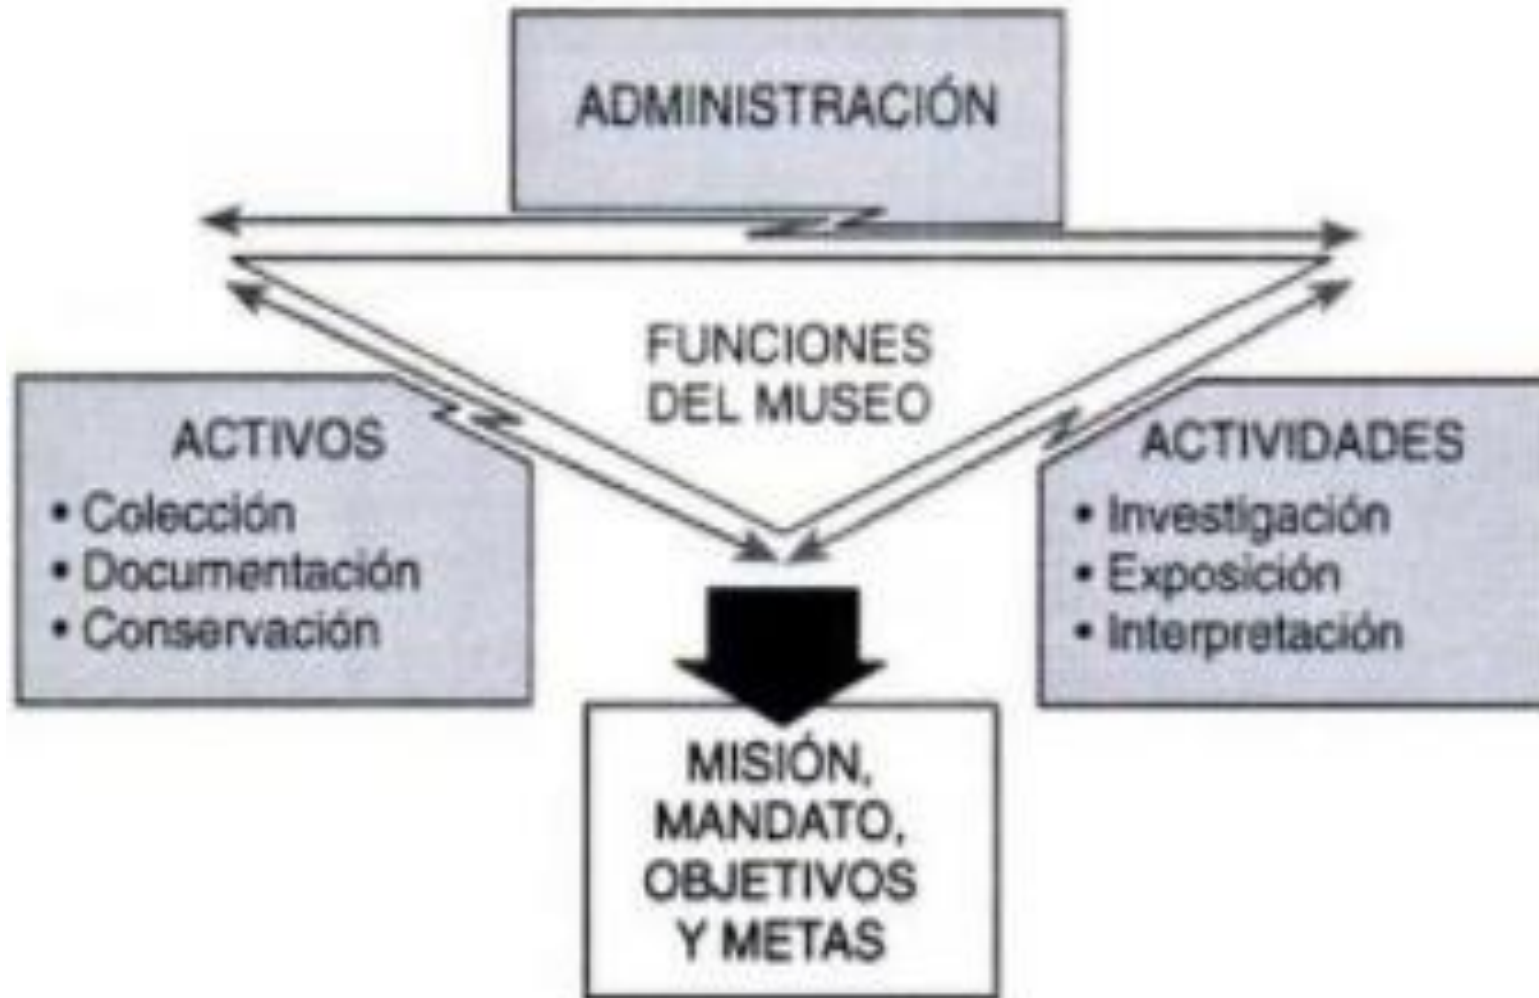 ADMINISTRACIÓN
FUNCIONES
DEL MUSEO
ACTIVOS
• Colección
• Documentación
• Conservación
ACTIVIDADES
• Investigación
• Exposición
• Interpretación
MISIÓN,
MANDATO,
OBJETIVOS
Y METAS